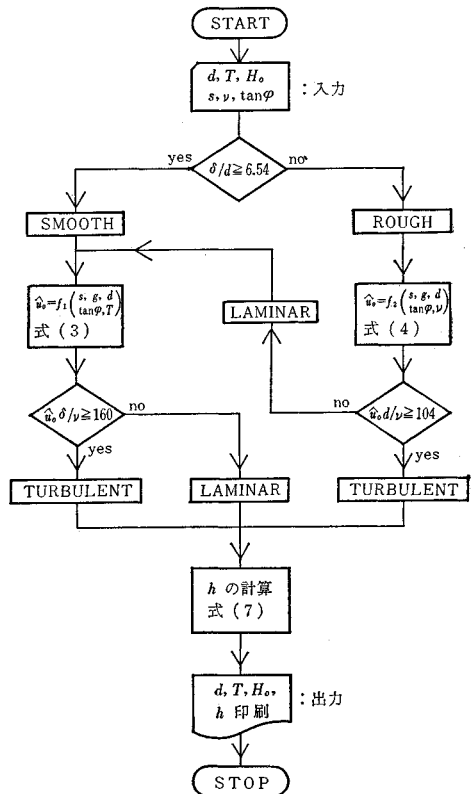 START
d, T, H₀
s, ν, tanφ
:入力
δ/d≧6.54
yes
no
SMOOTH
ROUGH
û₀=f₁(s, g, d
tanφ, T)
式(3)
LAMINAR
û₀=f₂(s, g, d
tanφ, ν)
式(4)
û₀δ/ν≧160
no
no
û₀d/ν≧104
yes
yes
TURBULENT
LAMINAR
TURBULENT
h の計算
式(7)
d, T, H₀,
h 印刷
:出力
STOP